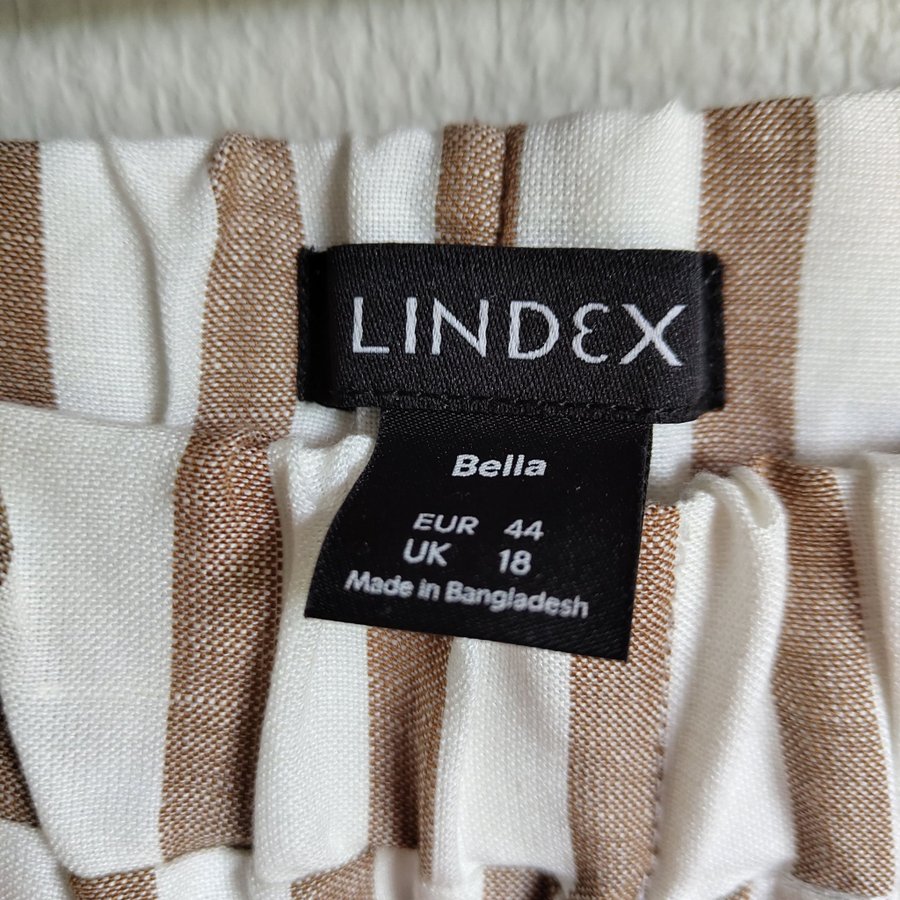 LINDEX
Bella
EUR 44
UK 18
Made in Bangladesh